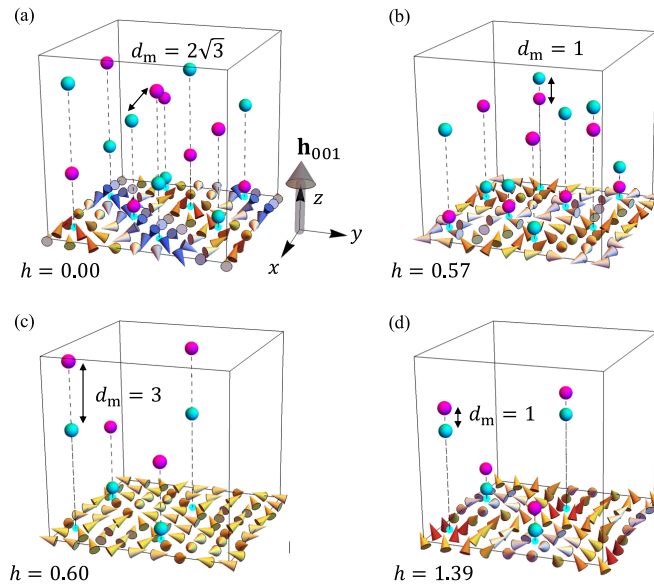 (a)
d_m = 2√3
h_001
z
y
x
h = 0.00
(b)
d_m = 1
h = 0.57
(c)
d_m = 3
h = 0.60
(d)
d_m = 1
h = 1.39